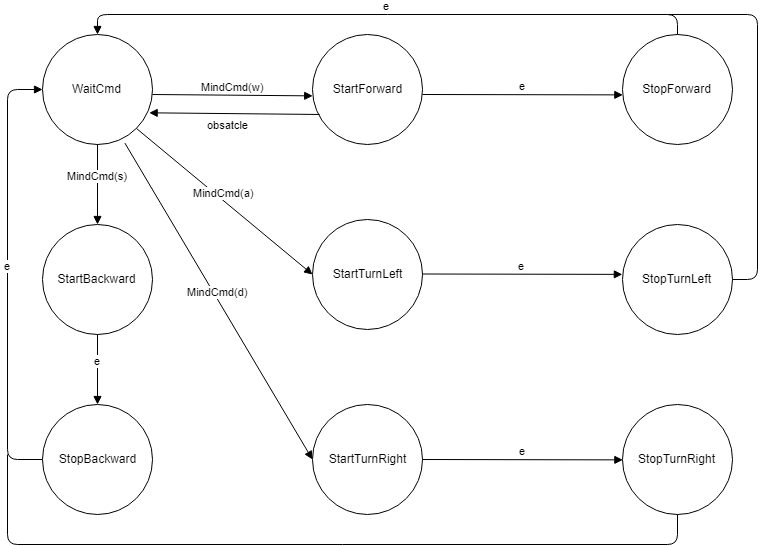 e
WaitCmd
MindCmd(w)
StartForward
e
StopForward
obsatcle
MindCmd(s)
MindCmd(a)
e
StartBackward
MindCmd(d)
StartTurnLeft
e
StopTurnLeft
e
StopBackward
StartTurnRight
e
StopTurnRight